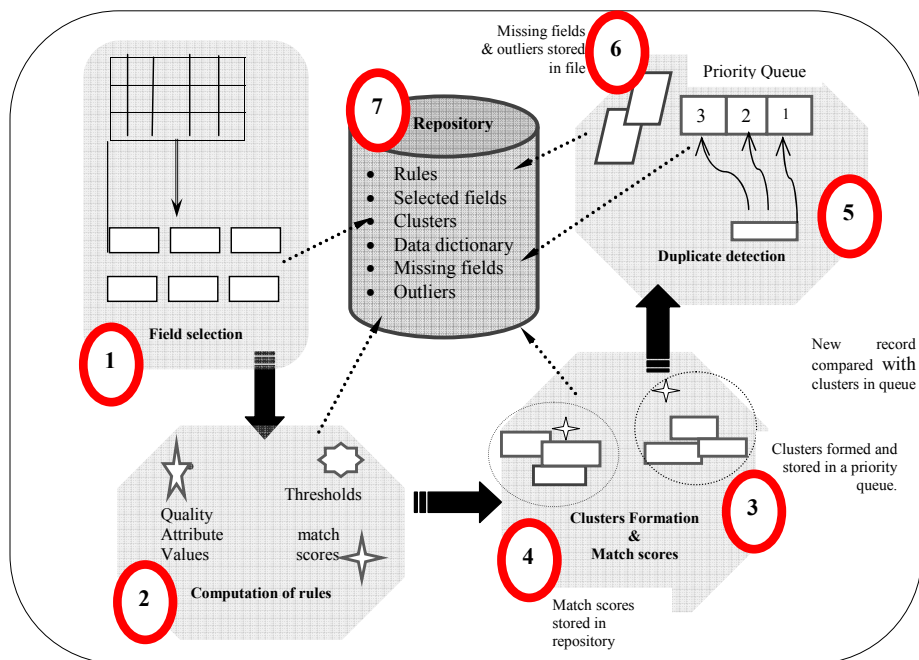 Missing fields
& outliers stored
in file
6
Priority Queue
7
Repository
3 2 1
• Rules
• Selected fields
• Clusters
• Data dictionary
• Missing fields
• Outliers
5
Duplicate detection
Field selection
1
New record
compared with
clusters in queue
Quality
Attribute
Values
Thresholds
match
scores
2
Computation of rules
Clusters formed and
stored in a priority
queue.
3
Clusters Formation
&
Match scores
4
Match scores
stored in
repository